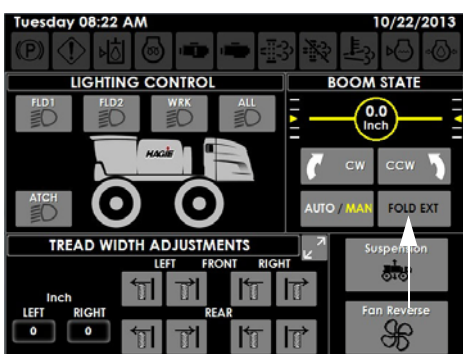 Tuesday 08:22 AM 10/22/2013
(P)
LIGHTING CONTROL
FLD1 FLD2 WRK ALL
HAGIE
ATCH
BOOM STATE
0.0
Inch
CW CCW
AUTO / MAN FOLD EXT
TREAD WIDTH ADJUSTMENTS
LEFT FRONT RIGHT
Inch
LEFT RIGHT
REAR
0 0
Suspension
Fan Reverse